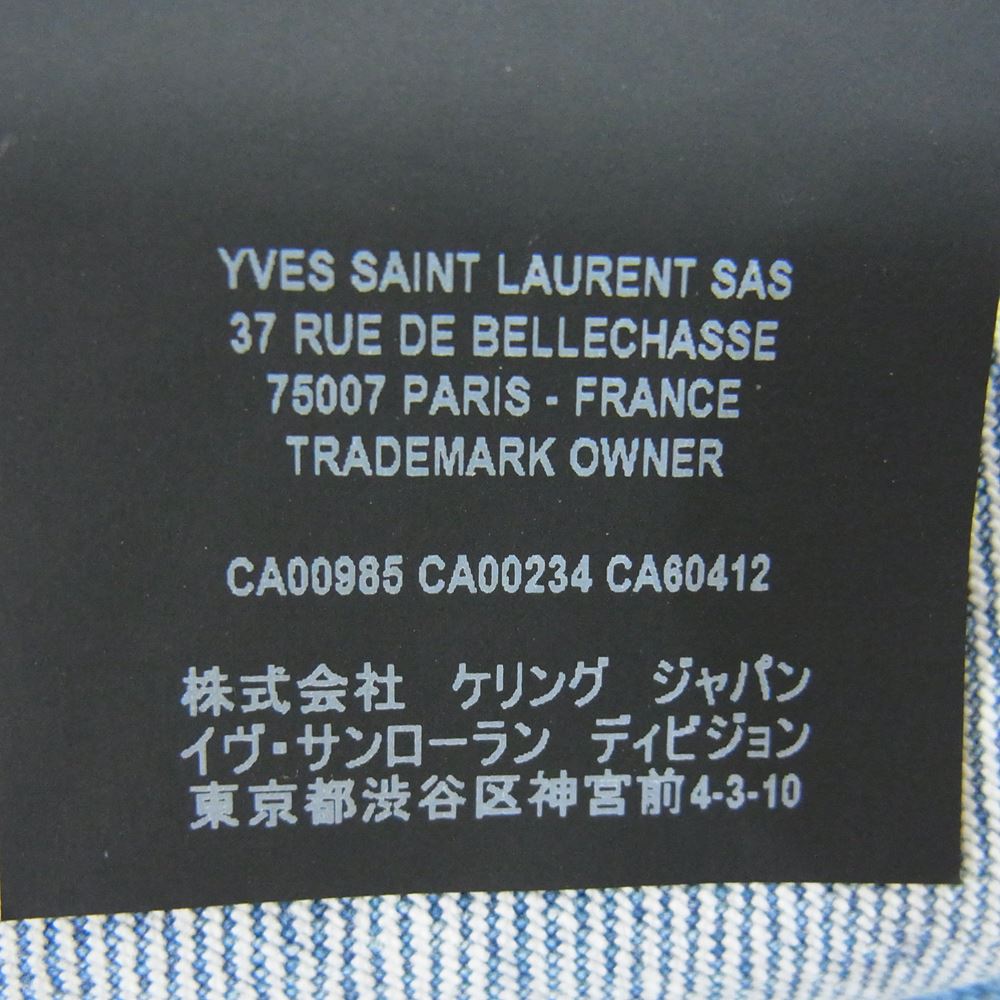 YVES SAINT LAURENT SAS
37 RUE DE BELLECHASSE
75007 PARIS - FRANCE
TRADEMARK OWNER
CA00985 CA00234 CA60412
株式会社 ケリング ジャパン
イヴ・サンローラン ディビジョン
東京都渋谷区神宮前4-3-10